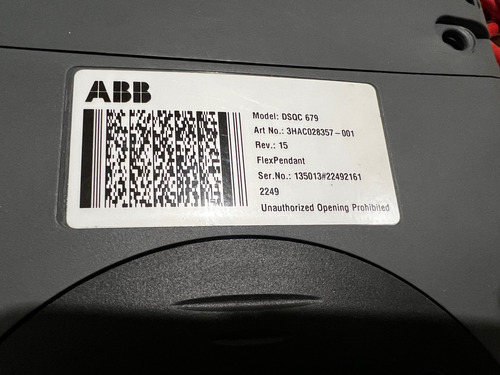 ABB
Model: DSQC 679
Art No.: 3HAC028357-001
Rev.: 15
FlexPendant
Ser.No.: 135013#22492161
2249
Unauthorized Opening Prohibited